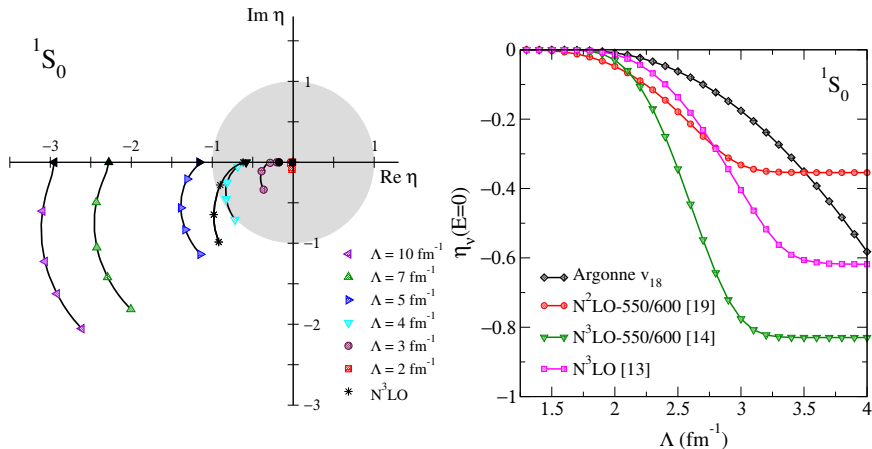 Im η
¹S₀
1
−3
−2
−1
0
1
0
Re η
−1
−2
−3
Λ = 10 fm⁻¹
Λ = 7 fm⁻¹
Λ = 5 fm⁻¹
Λ = 4 fm⁻¹
Λ = 3 fm⁻¹
Λ = 2 fm⁻¹
N³LO
0
−0.2
−0.4
−0.6
−0.8
−1
ηᵥ(E=0)
¹S₀
Argonne v₁₈
N²LO-550/600 [19]
N³LO-550/600 [14]
N³LO [13]
1.5
2
2.5
3
3.5
4
Λ (fm⁻¹)